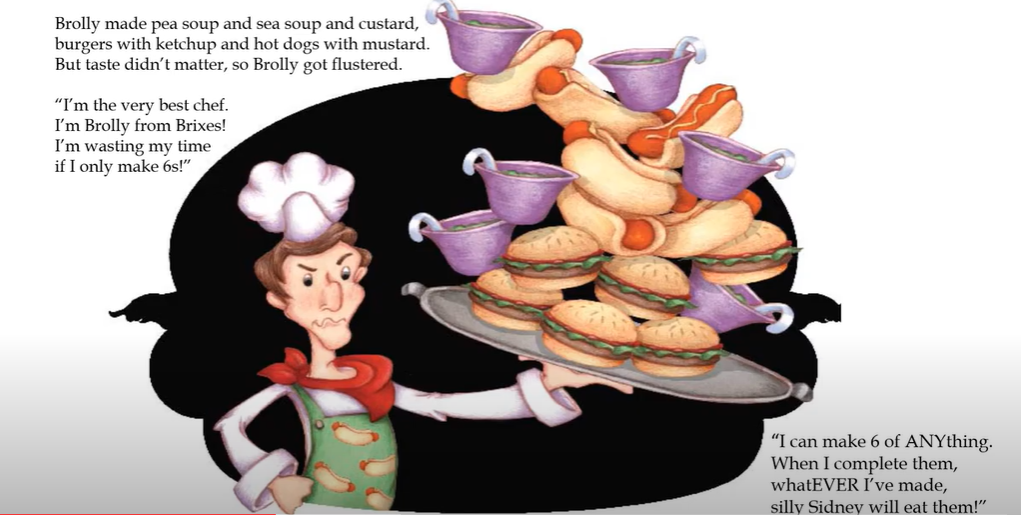 Brolly made pea soup and sea soup and custard,
burgers with ketchup and hot dogs with mustard.
But taste didn’t matter, so Brolly got flustered.
“I’m the very best chef.
I’m Brolly from Brixes!
I’m wasting my time
if I only make 6s!”
“I can make 6 of ANYthing.
When I complete them,
whatEVER I’ve made,
silly Sidney will eat them!”